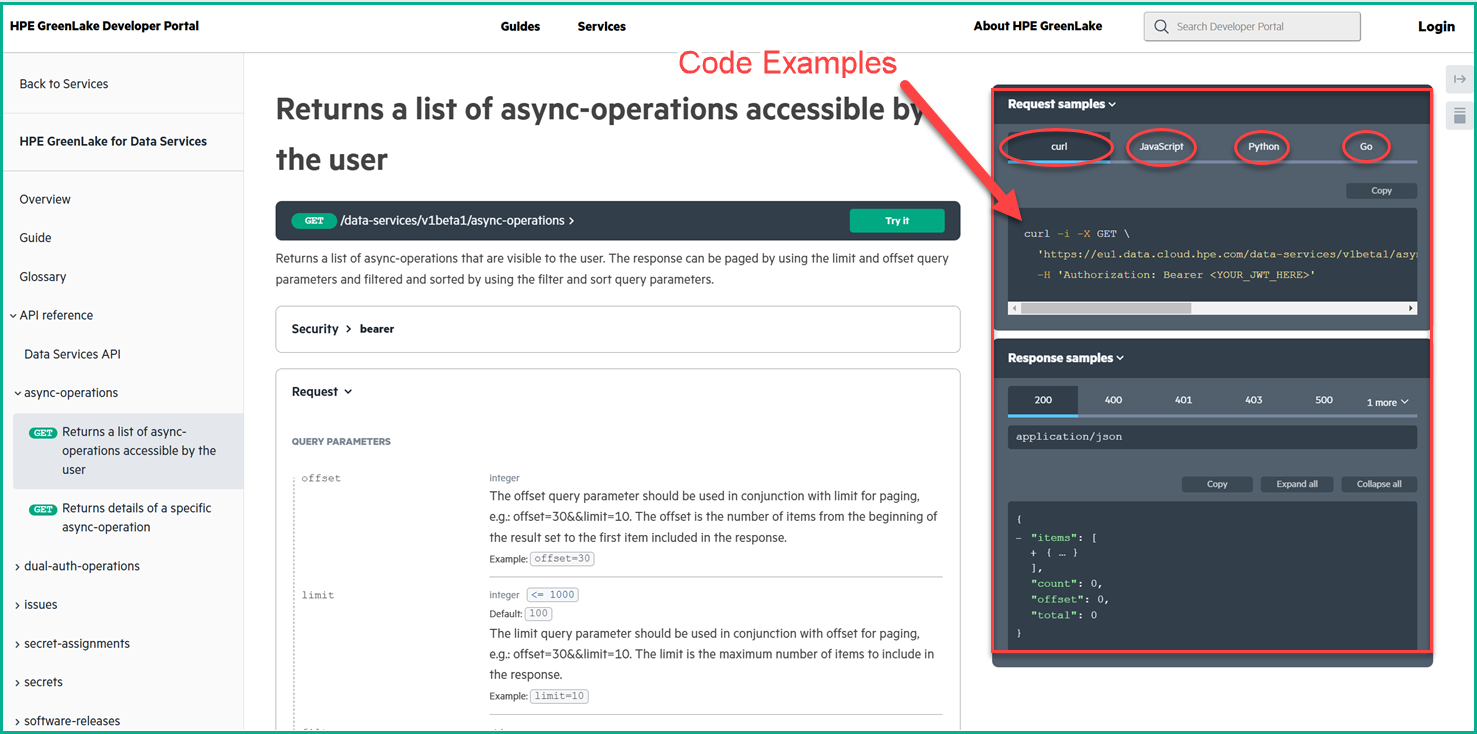 HPE GreenLake Developer Portal
Guides
Services
About HPE GreenLake
Search Developer Portal
Login
Back to Services
HPE GreenLake for Data Services
Overview
Guide
Glossary
API reference
Data Services API
async-operations
GET Returns a list of async-
operations accessible by the
user
GET Returns details of a specific
async-operation
dual-auth-operations
issues
secret-assignments
secrets
software-releases
Code Examples
Returns a list of async-operations accessible by
the user
GET /data-services/v1beta1/async-operations
Try it
Returns a list of async-operations that are visible to the user. The response can be paged by using the limit and offset query
parameters and filtered and sorted by using the filter and sort query parameters.
Security > bearer
Request
QUERY PARAMETERS
offset
integer
The offset query parameter should be used in conjunction with limit for paging,
e.g.: offset=30&&limit=10. The offset is the number of items from the beginning of
the result set to the first item included in the response.
Example: offset=30
limit
integer <= 1000
Default: 100
The limit query parameter should be used in conjunction with offset for paging,
e.g.: offset=30&&limit=10. The limit is the maximum number of items to include in
the response.
Example: limit=10
Request samples
curl
JavaScript
Python
Go
Copy
curl -i -X GET \
'https://eu1.data.cloud.hpe.com/data-services/v1beta1/asyn
-H 'Authorization: Bearer <YOUR_JWT_HERE>'
Response samples
200
400
401
403
500
1 more
application/json
Copy
Expand all
Collapse all
{
- "items": [
+ { … }
],
"count": 0,
"offset": 0,
"total": 0
}